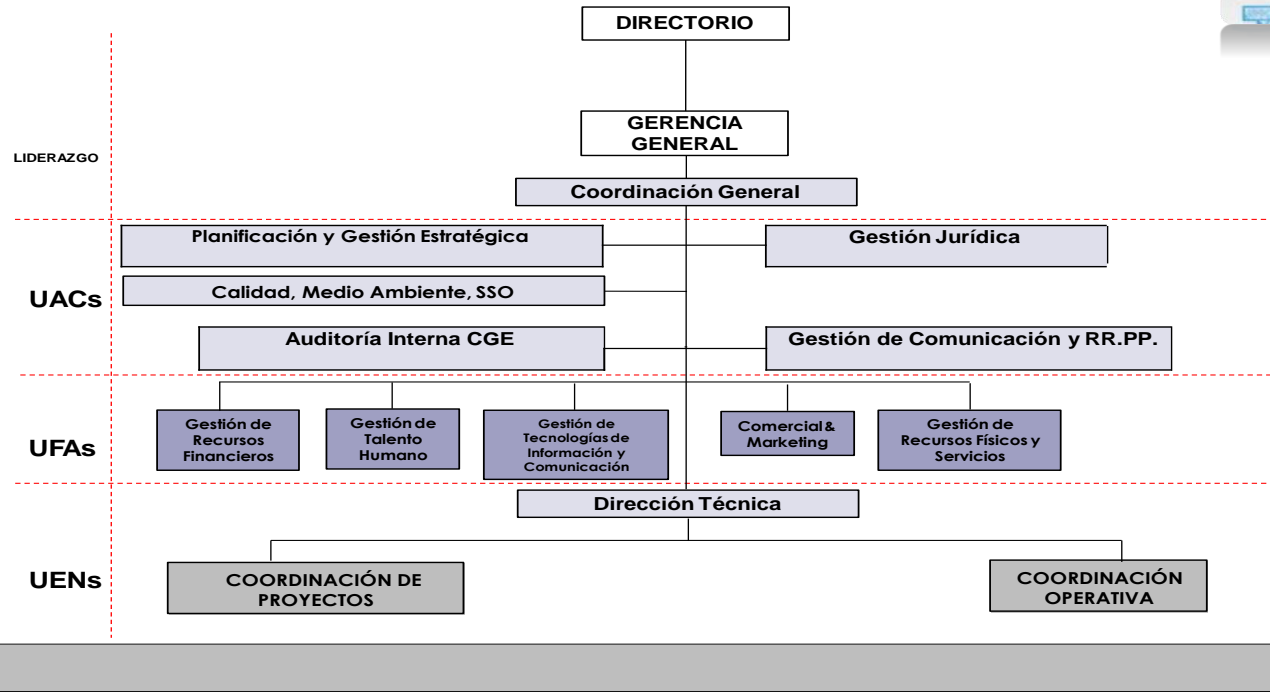 DIRECTORIO
GERENCIA
GENERAL
LIDERAZGO
Coordinación General
Planificación y Gestión Estratégica
Gestión Jurídica
UACs
Calidad, Medio Ambiente, SSO
Auditoría Interna CGE
Gestión de Comunicación y RR.PP.
UFAs
Gestión de
Recursos
Financieros
Gestión de
Talento
Humano
Gestión de
Tecnologías de
Información y
Comunicación
Comercial &
Marketing
Gestión de
Recursos Físicos y
Servicios
Dirección Técnica
UENs
COORDINACIÓN DE
PROYECTOS
COORDINACIÓN
OPERATIVA